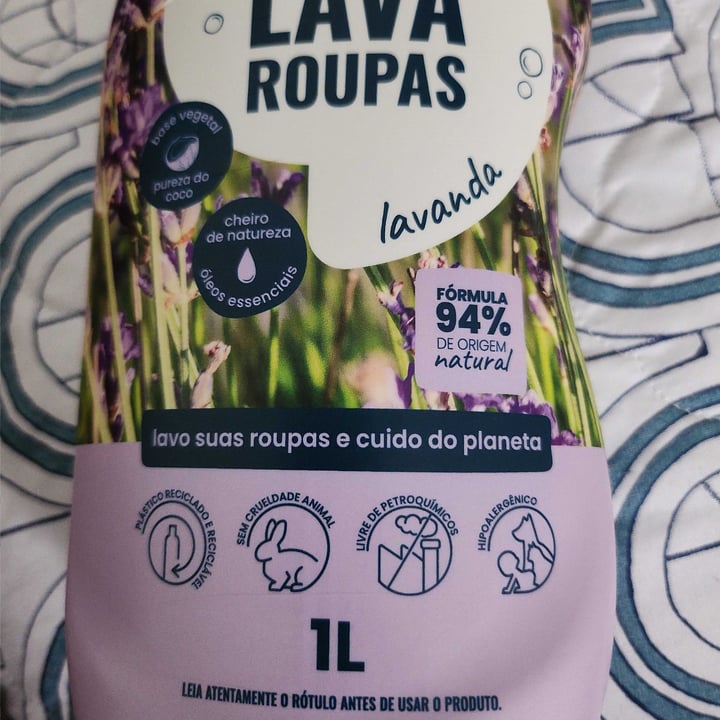 LAVA
ROUPAS
lavanda
base vegetal
pureza do
coco
cheiro
de natureza
óleos essenciais
FÓRMULA
94%
DE ORIGEM
natural
lavo suas roupas e cuido do planeta
PLÁSTICO RECICLADO E RECICLÁVEL
SEM CRUELDADE ANIMAL
LIVRE DE PETROQUÍMICOS
HIPOALERGÊNICO
1L
LEIA ATENTAMENTE O RÓTULO ANTES DE USAR O PRODUTO.